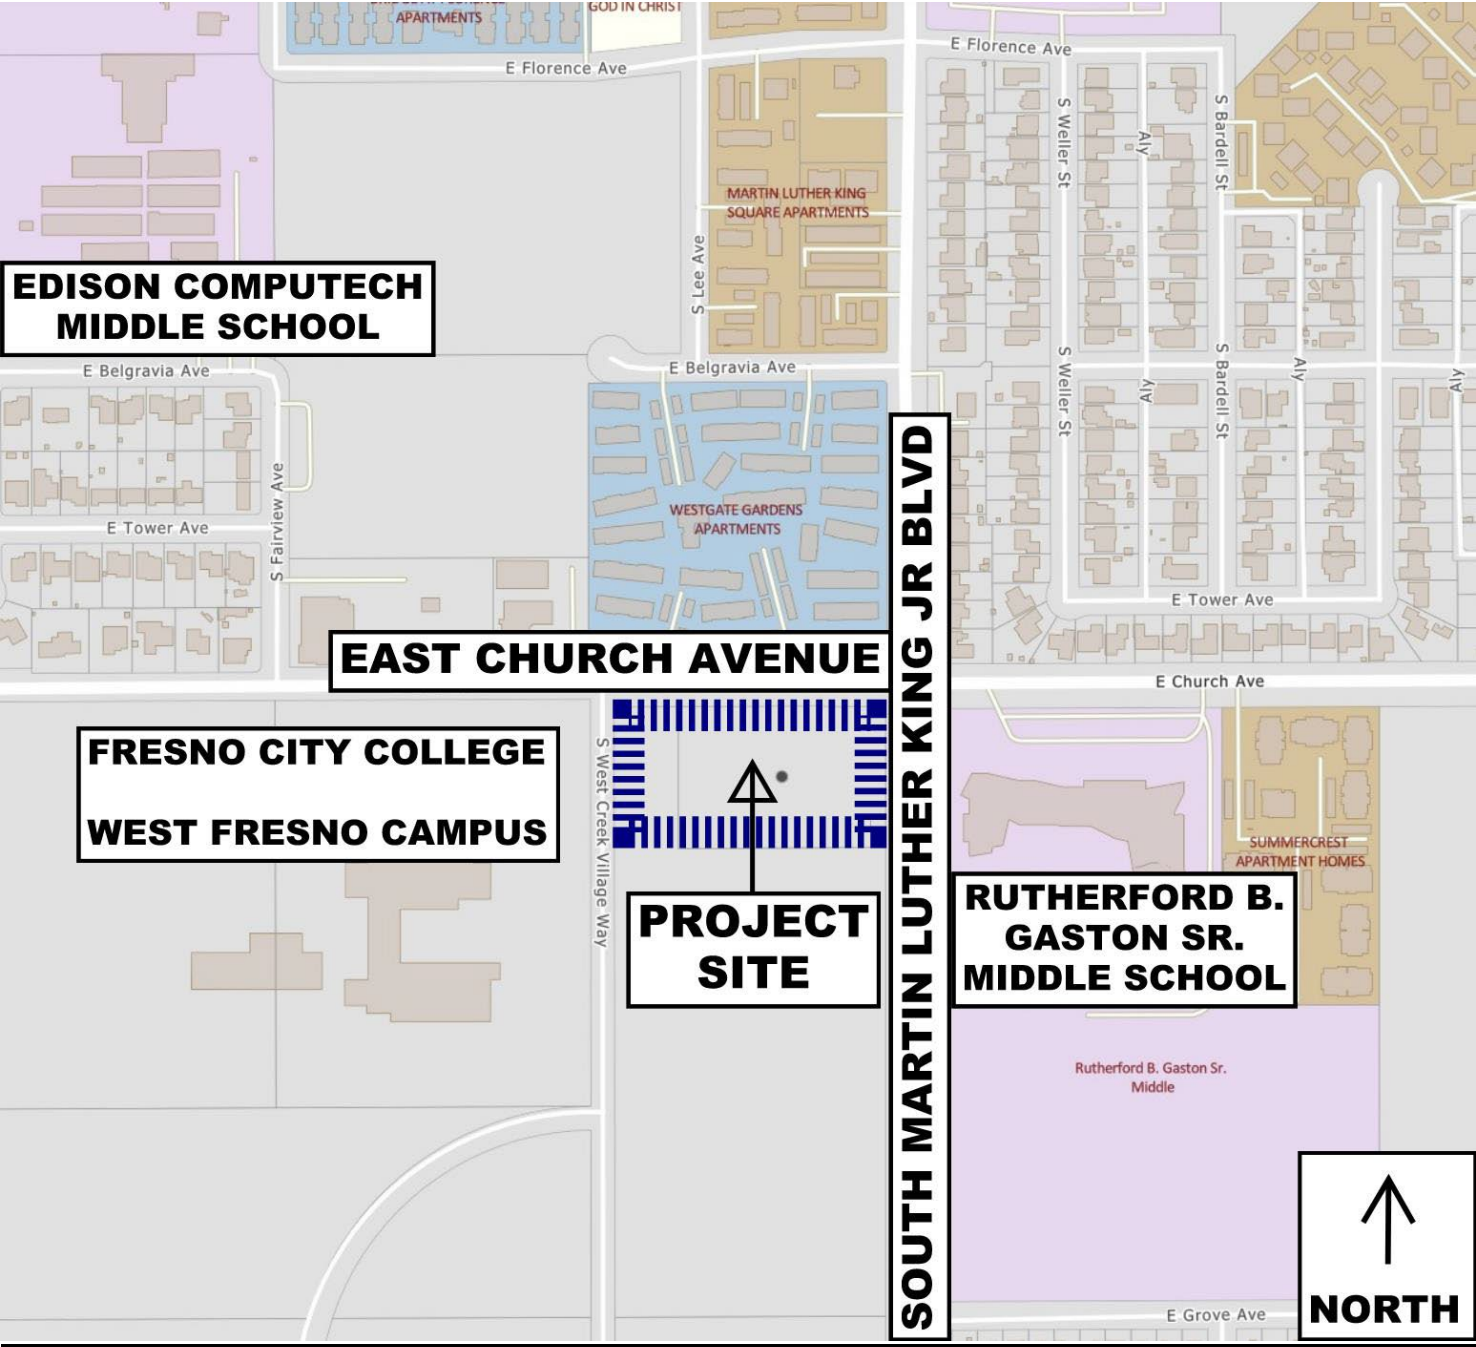 APARTMENTS
GOD IN CHRIST
E Florence Ave
E Florence Ave
S Weller St
Aly
S Bardell St
MARTIN LUTHER KING
SQUARE APARTMENTS
S Lee Ave
EDISON COMPUTECH
MIDDLE SCHOOL
E Belgravia Ave
E Belgravia Ave
S Weller St
Aly
S Bardell St
Aly
Aly
S Fairview Ave
E Tower Ave
WESTGATE GARDENS
APARTMENTS
E Tower Ave
EAST CHURCH AVENUE
SOUTH MARTIN LUTHER KING JR BLVD
E Church Ave
FRESNO CITY COLLEGE
WEST FRESNO CAMPUS
S West Creek Village Way
PROJECT
SITE
SUMMERCREST
APARTMENT HOMES
RUTHERFORD B.
GASTON SR.
MIDDLE SCHOOL
Rutherford B. Gaston Sr.
Middle
E Grove Ave
NORTH